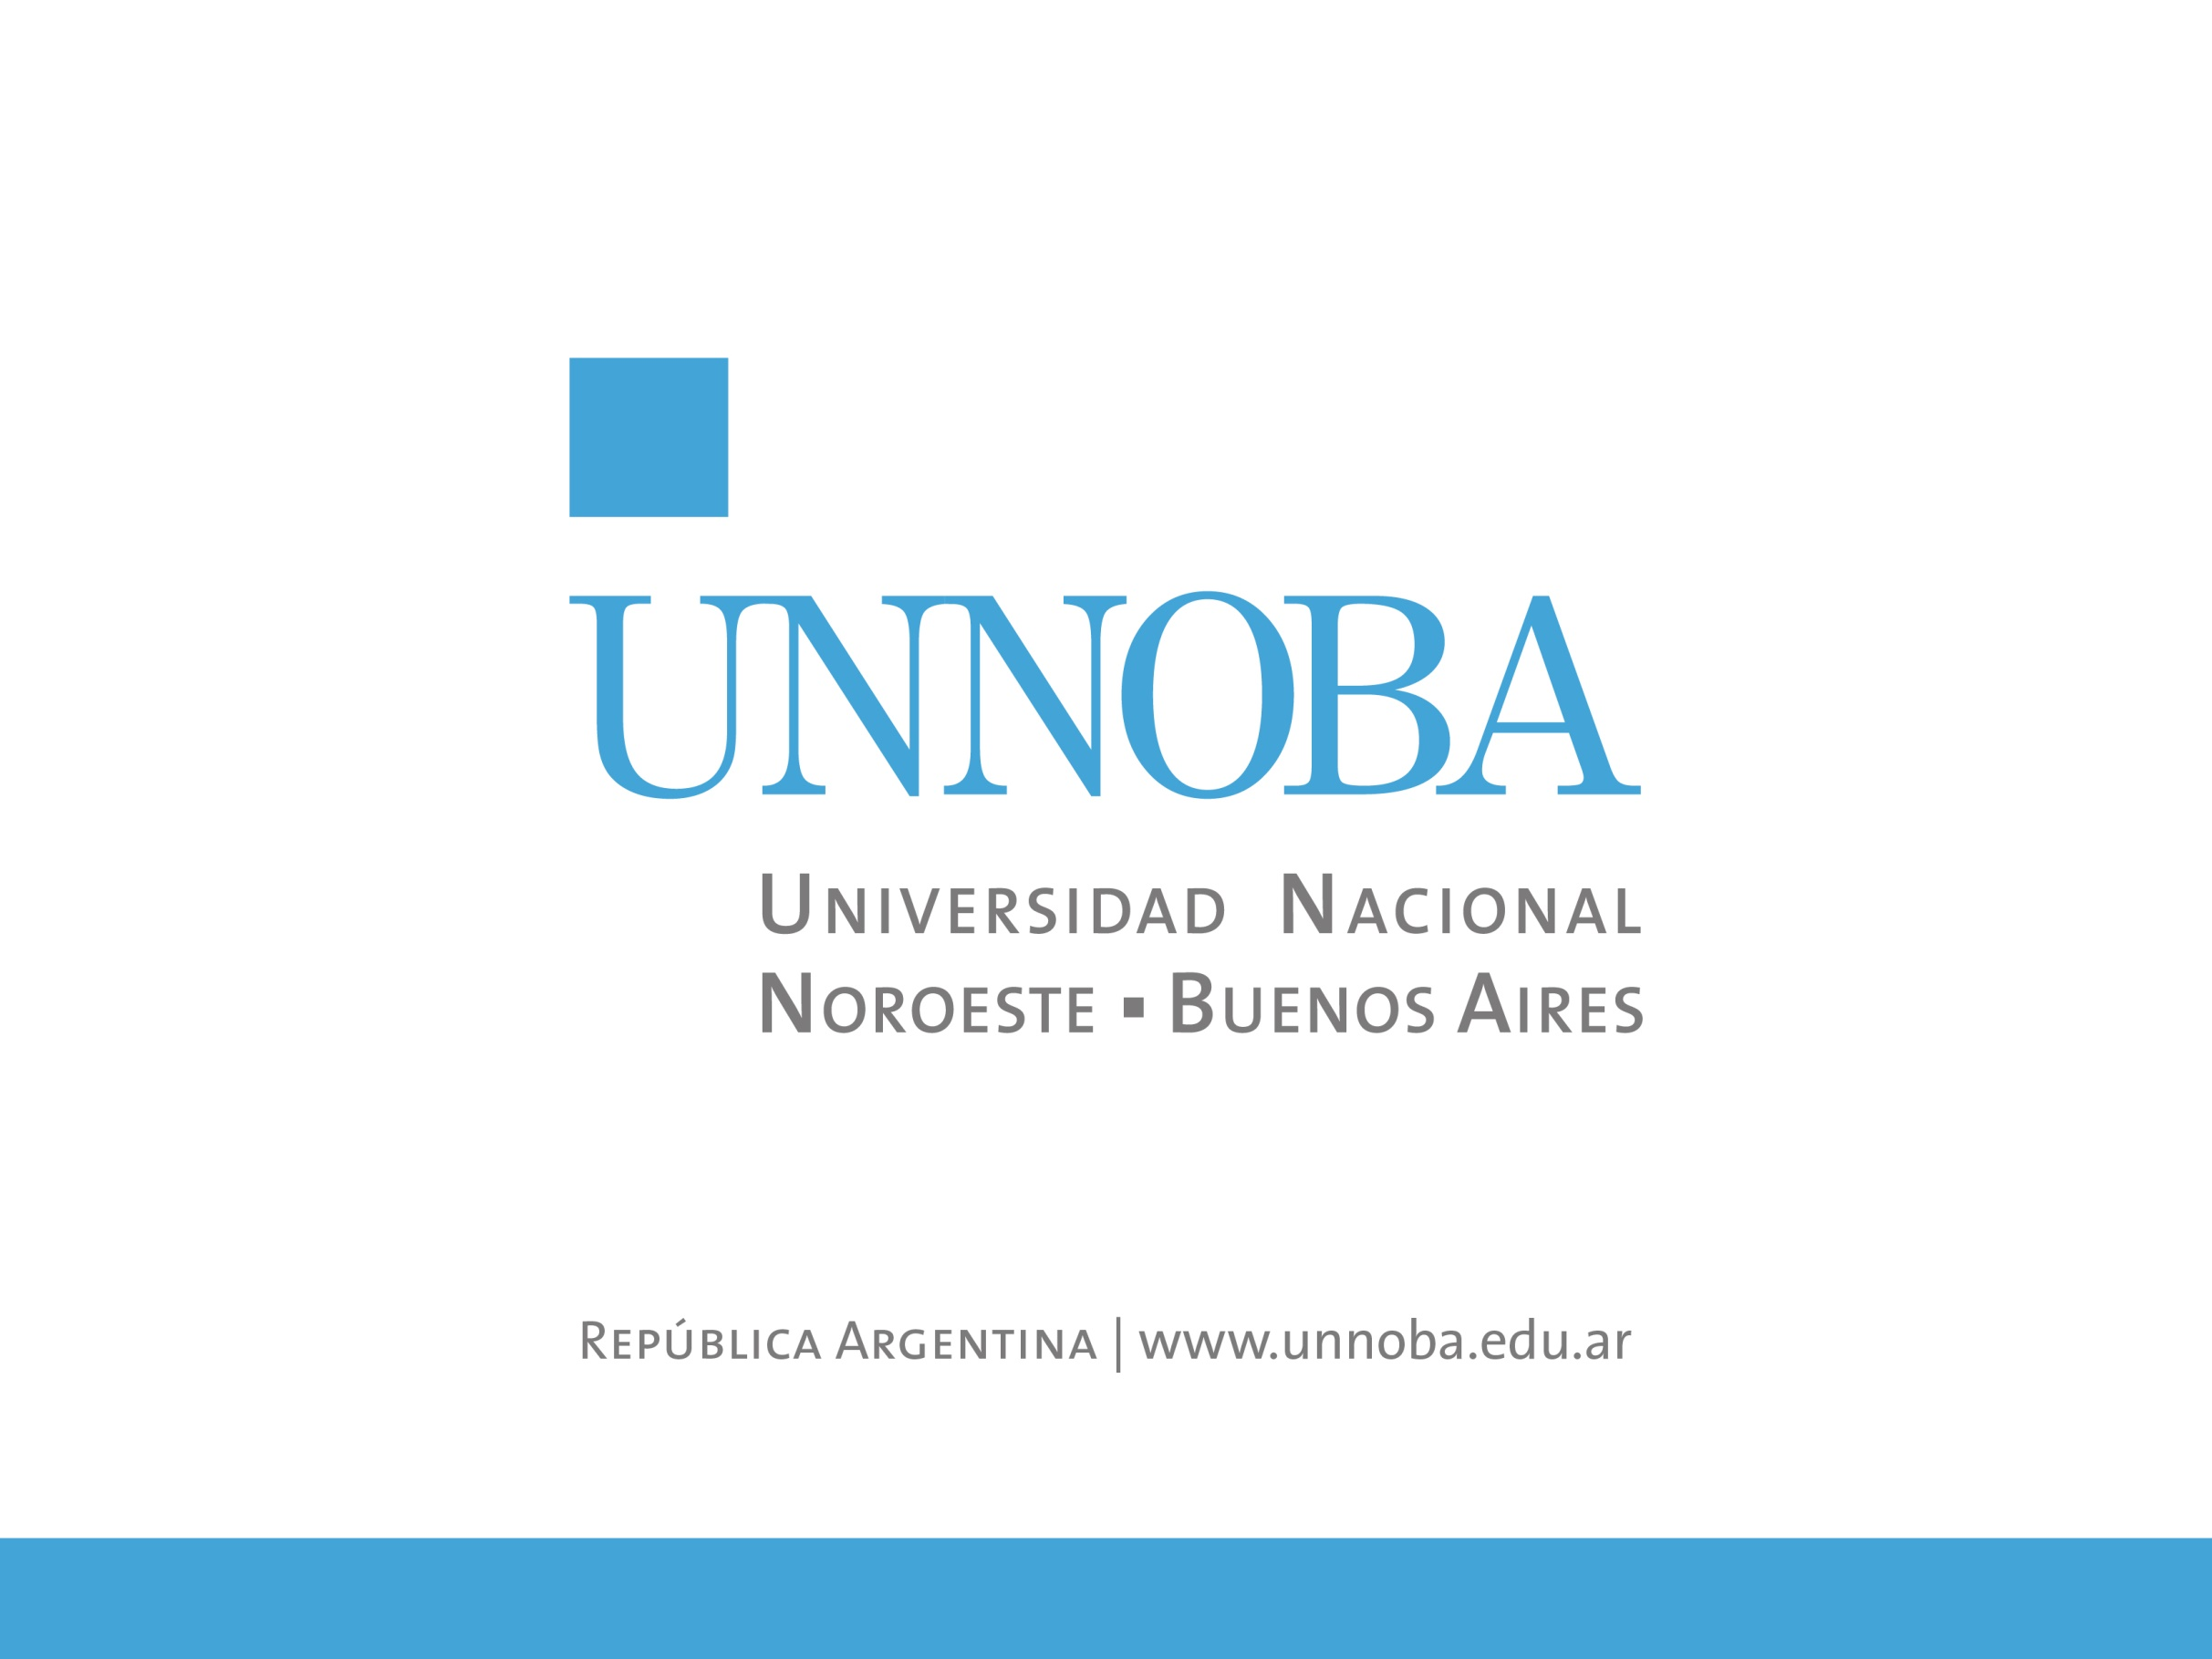 UNNOBA
UNIVERSIDAD NACIONAL
NOROESTE ▪ BUENOS AIRES
REPÚBLICA ARGENTINA | www.unnoba.edu.ar